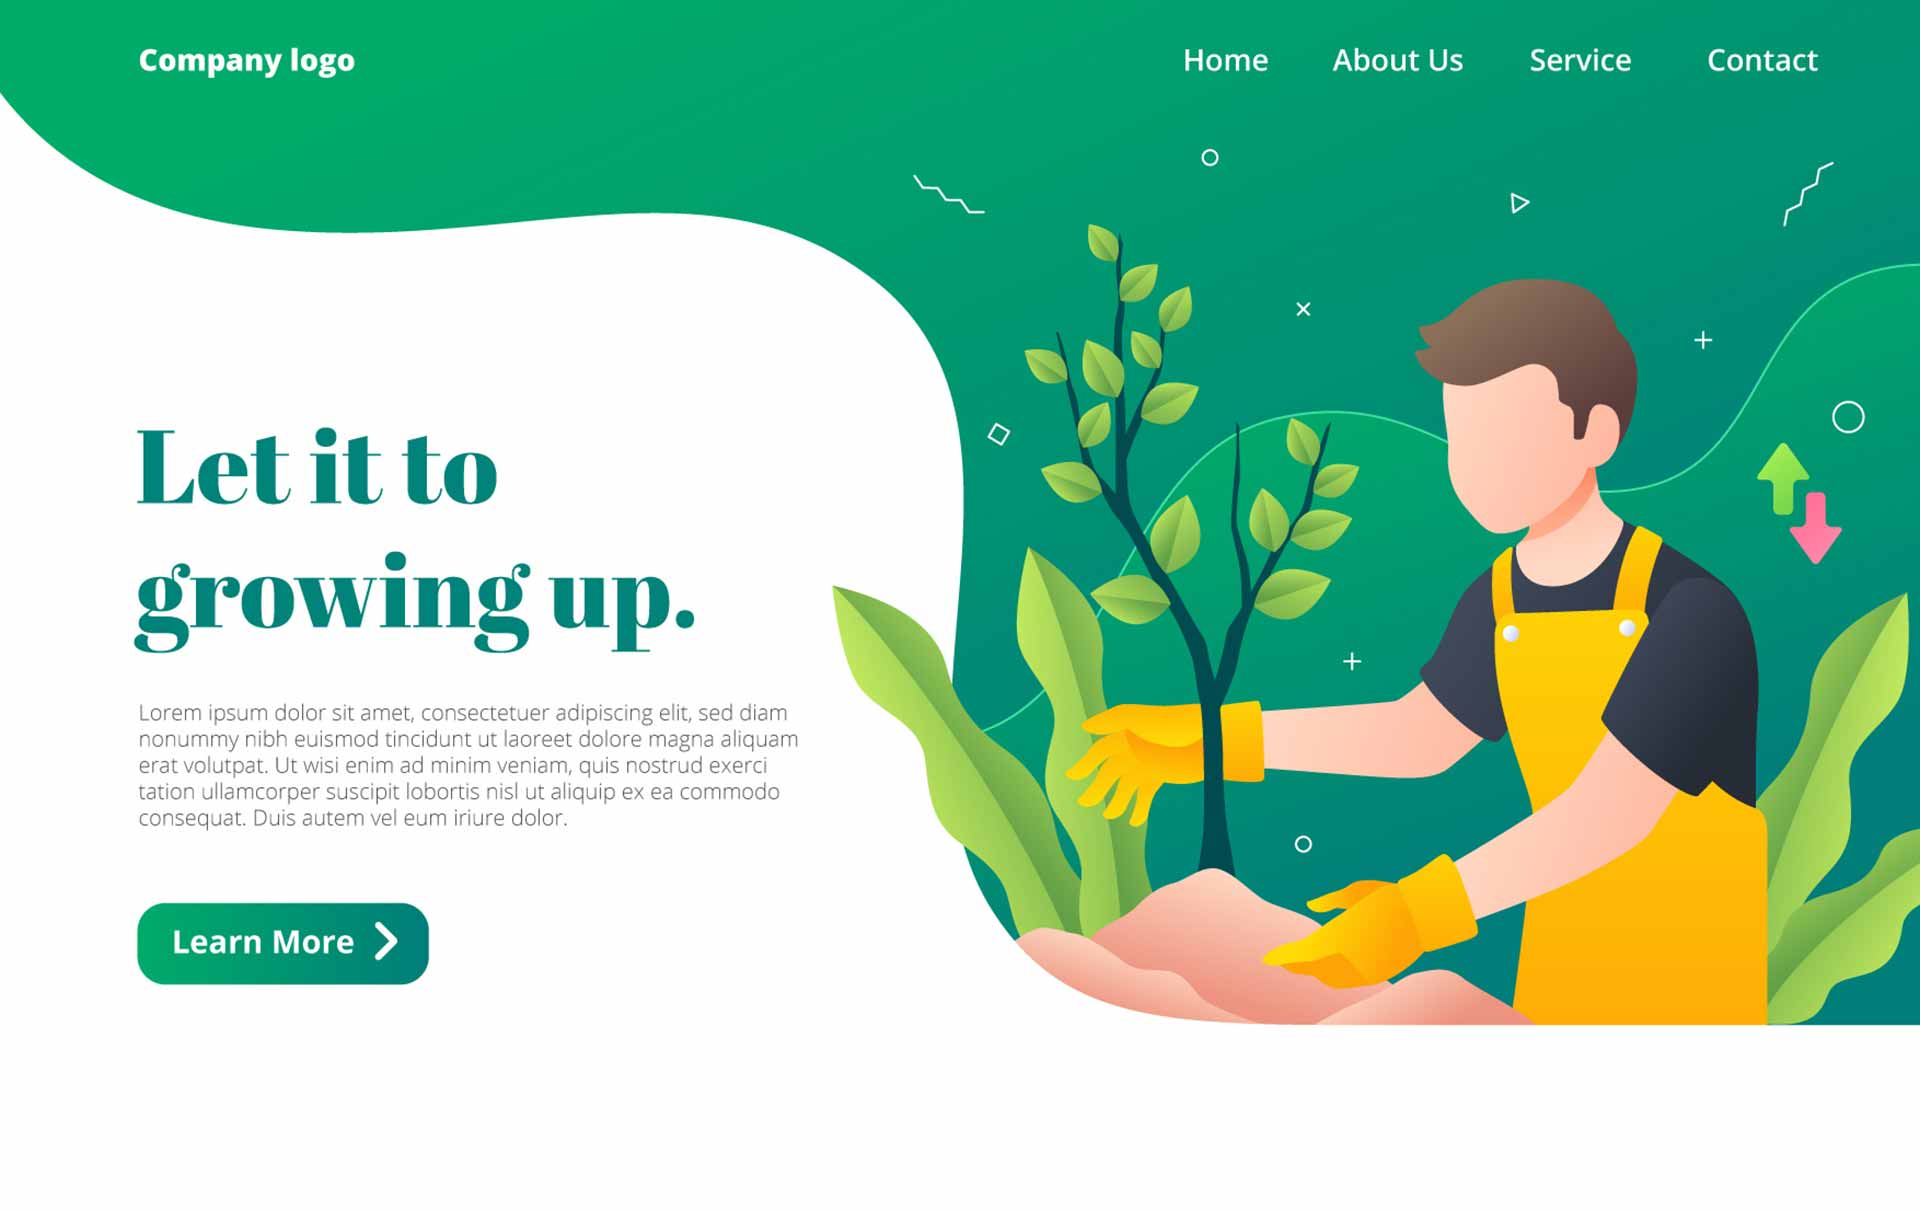 Company logo
Home About Us Service Contact
Let it to
growing up.
Lorem ipsum dolor sit amet, consectetuer adipiscing elit, sed diam
nonummy nibh euismod tincidunt ut laoreet dolore magna aliquam
erat volutpat. Ut wisi enim ad minim veniam, quis nostrud exerci
tation ullamcorper suscipit lobortis nisl ut aliquip ex ea commodo
consequat. Duis autem vel eum iriure dolor.
Learn More